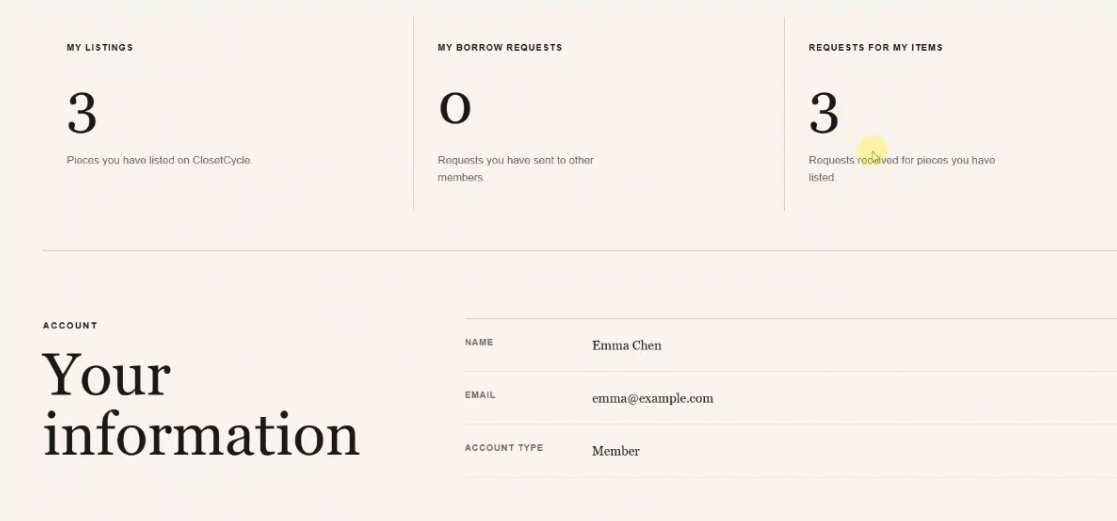 MY LISTINGS
3
Pieces you have listed on ClosetCycle.
MY BORROW REQUESTS
0
Requests you have sent to other
members.
REQUESTS FOR MY ITEMS
3
Requests received for pieces you have
listed.
ACCOUNT
Your
information
NAME
Emma Chen
EMAIL
emma@example.com
ACCOUNT TYPE
Member